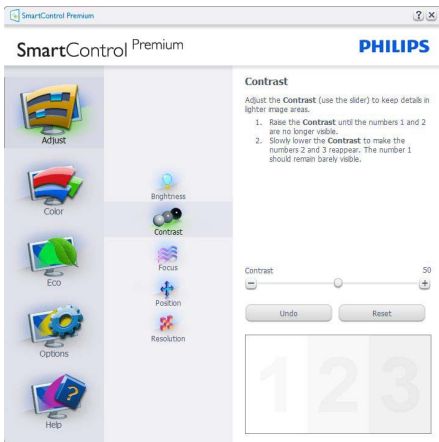 SmartControl Premium
? ×
SmartControl Premium
PHILIPS
Adjust
Color
Eco
Options
Help
Brightness
Contrast
Focus
Position
Resolution
Contrast
Adjust the Contrast (use the slider) to keep details in
lighter image areas.
1. Raise the Contrast until the numbers 1 and 2
are no longer visible.
2. Slowly lower the Contrast to make the
numbers 2 and 3 reappear. The number 1
should remain barely visible.
Contrast 50
Undo Reset
1 2 3